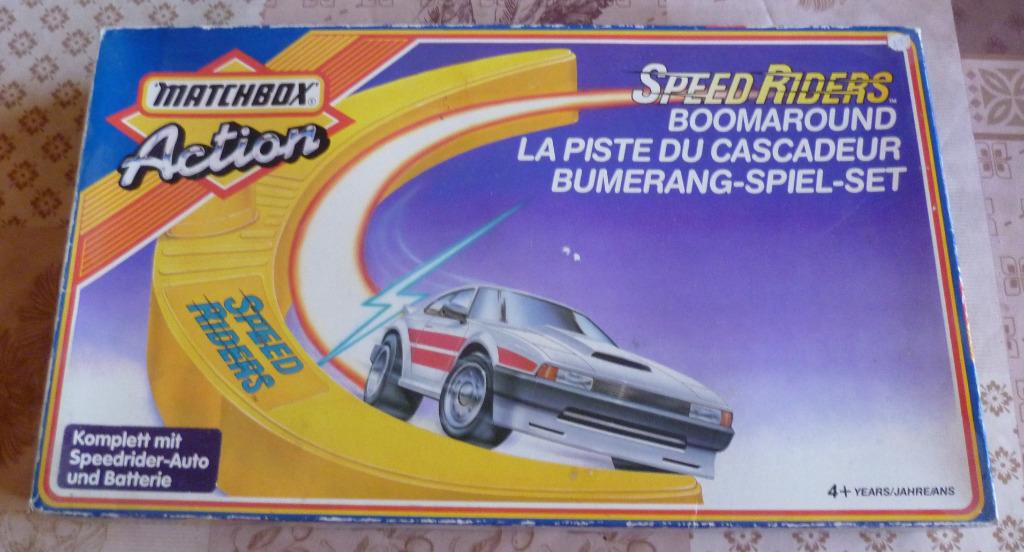 MATCHBOX®
Action
SPEED RIDERS™
BOOMAROUND
LA PISTE DU CASCADEUR
BUMERANG-SPIEL-SET
SPEED
RIDERS
Komplett mit
Speedrider-Auto
und Batterie
4+ YEARS/JAHRE/ANS